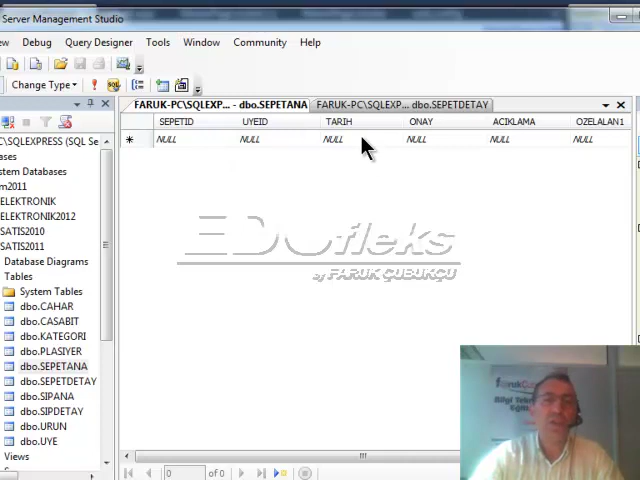 Server Management Studio
ew Debug Query Designer Tools Window Community Help
Change Type
FARUK-PC\SQLEXP... - dbo.SEPETANA FARUK-PC\SQLEXP... dbo.SEPETDETAY
SEPETID UYEID TARIH ONAY ACIKLAMA OZELALAN1
NULL NULL NULL NULL NULL NULL
C\SQLEXPRESS (SQL Se
ases
stem Databases
m2011
ELEKTRONIK
ELEKTRONIK2012
SATIS2010
SATIS2011
Database Diagrams
Tables
System Tables
dbo.CAHAR
dbo.CASABIT
dbo.KATEGORI
dbo.PLASIYER
dbo.SEPETANA
dbo.SEPETDETAY
dbo.SIPANA
dbo.SIPDETAY
dbo.URUN
dbo.UYE
Views
EDUfleks
by FARUK ÇUBUKÇU
0 of 0